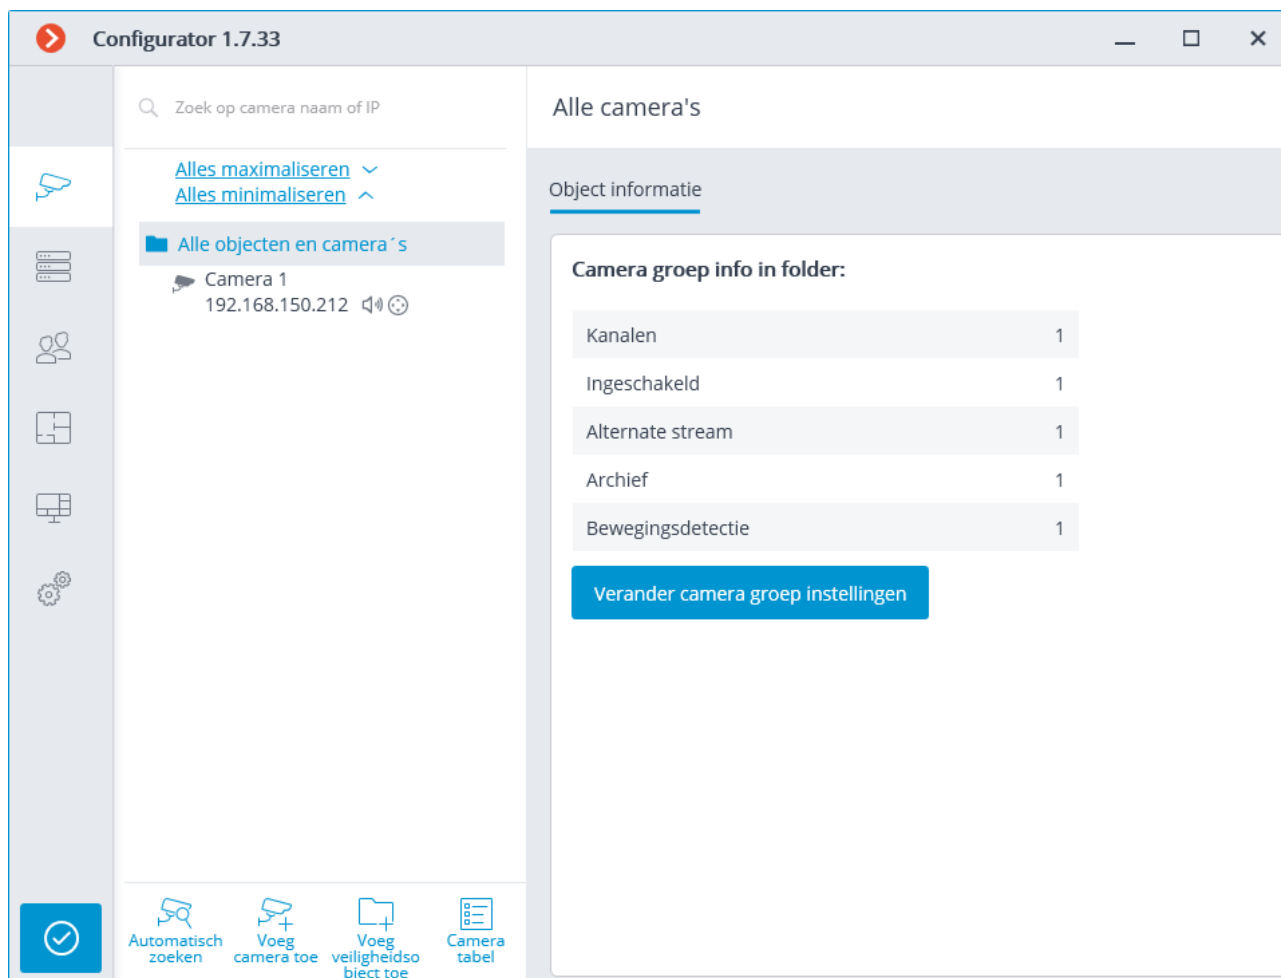 Configurator 1.7.33
Zoek op camera naam of IP
Alles maximaliseren
Alles minimaliseren
Alle objecten en camera´s
Camera 1
192.168.150.212
Automatisch zoeken
Voeg camera toe
Voeg veiligheidso bject toe
Camera tabel
Alle camera's
Object informatie
Camera groep info in folder:
Kanalen 1
Ingeschakeld 1
Alternate stream 1
Archief 1
Bewegingsdetectie 1
Verander camera groep instellingen